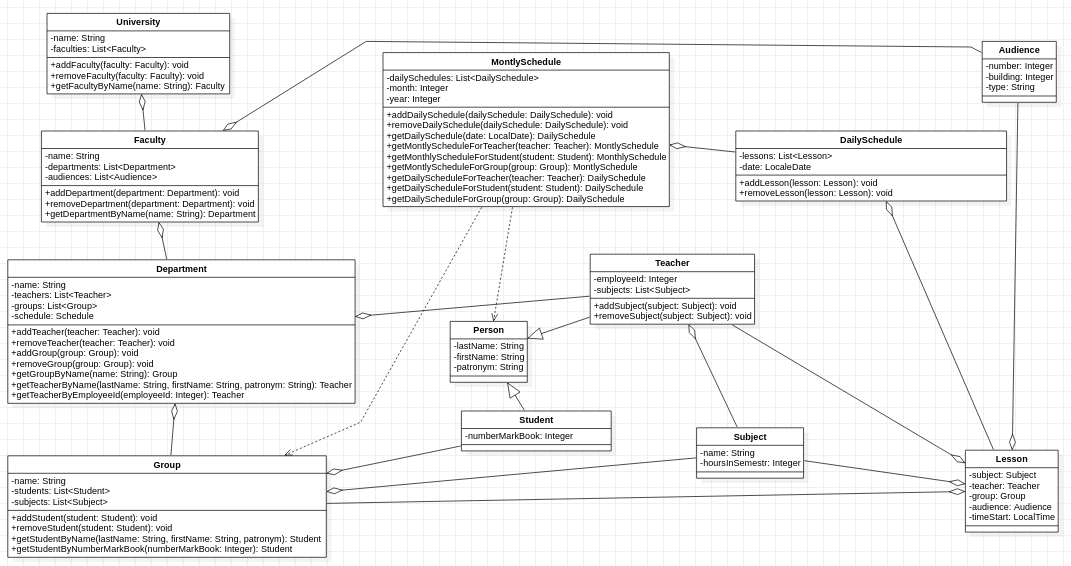 University
-name: String
-faculties: List<Faculty>
+addFaculty(faculty: Faculty): void
+removeFaculty(faculty: Faculty): void
+getFacultyByName(name: String): Faculty
Audience
-number: Integer
-building: Integer
-type: String
MontlySchedule
-dailySchedules: List<DailySchedule>
-month: Integer
-year: Integer
+addDailySchedule(dailySchedule: DailySchedule): void
+removeDailySchedule(dailySchedule: DailySchedule): void
+getDailySchedule(date: LocalDate): DailySchedule
+getMontlyScheduleForTeacher(teacher: Teacher): MontlySchedule
+getMonthlyScheduleForStudent(student: Student): MonthlySchedule
+getMontlyScheduleForGroup(group: Group): MontlySchedule
+getDailyScheduleForTeacher(teacher: Teacher): DailySchedule
+getDailyScheduleForStudent(student: Student): DailySchedule
+getDailyScheduleForGroup(group: Group): DailySchedule
Faculty
-name: String
-departments: List<Department>
-audiences: List<Audience>
+addDepartment(department: Department): void
+removeDepartment(department: Department): void
+getDepartmentByName(name: String): Department
DailySchedule
-lessons: List<Lesson>
-date: LocaleDate
+addLesson(lesson: Lesson): void
+removeLesson(lesson: Lesson): void
Department
-name: String
-teachers: List<Teacher>
-groups: List<Group>
-schedule: Schedule
+addTeacher(teacher: Teacher): void
+removeTeacher(teacher: Teacher): void
+addGroup(group: Group): void
+removeGroup(group: Group): void
+getGroupByName(name: String): Group
+getTeacherByName(lastName: String, firstName: String, patronym: String): Teacher
+getTeacherByEmployeeId(employeeId: Integer): Teacher
Teacher
-employeeId: Integer
-subjects: List<Subject>
+addSubject(subject: Subject): void
+removeSubject(subject: Subject): void
Person
-lastName: String
-firstName: String
-patronym: String
Student
-numberMarkBook: Integer
Subject
-name: String
-hoursInSemestr: Integer
Lesson
-subject: Subject
-teacher: Teacher
-group: Group
-audience: Audience
-timeStart: LocalTime
Group
-name: String
-students: List<Student>
-subjects: List<Subject>
+addStudent(student: Student): void
+removeStudent(student: Student): void
+getStudentByName(lastName: String, firstName: String, patronym): Student
+getStudentByNumberMarkBook(numberMarkBook: Integer): Student